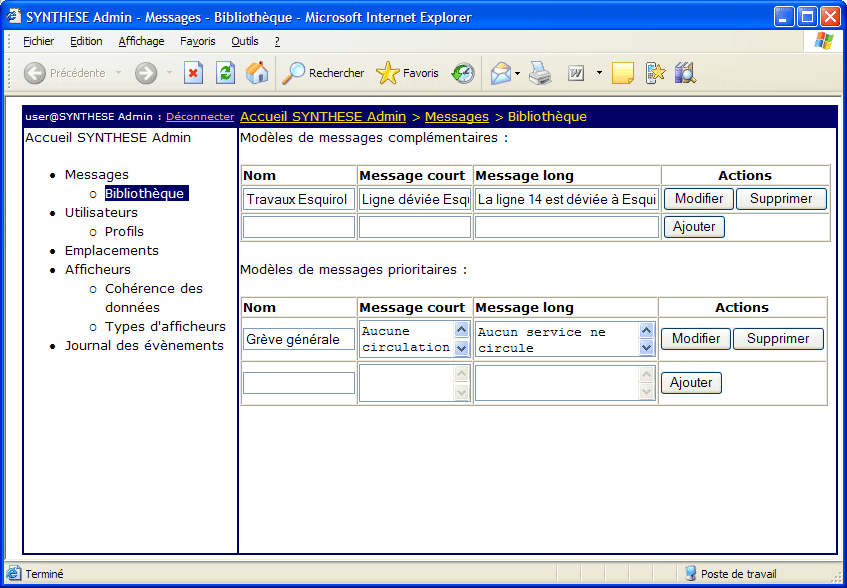 SYNTHESE Admin - Messages - Bibliothèque - Microsoft Internet Explorer
Fichier Edition Affichage Favoris Outils ?
Précédente Rechercher Favoris
user@SYNTHESE Admin : Déconnecter Accueil SYNTHESE Admin > Messages > Bibliothèque
Accueil SYNTHESE Admin
Messages
Bibliothèque
Utilisateurs
Profils
Emplacements
Afficheurs
Cohérence des
données
Types d'afficheurs
Journal des évènements
Modèles de messages complémentaires :
Nom Message court Message long Actions
Travaux Esquirol Ligne déviée Esqu La ligne 14 est déviée à Esqui Modifier Supprimer
Ajouter
Modèles de messages prioritaires :
Nom Message court Message long Actions
Grève générale Aucune circulation Aucun service ne circule Modifier Supprimer
Ajouter
Terminé Poste de travail